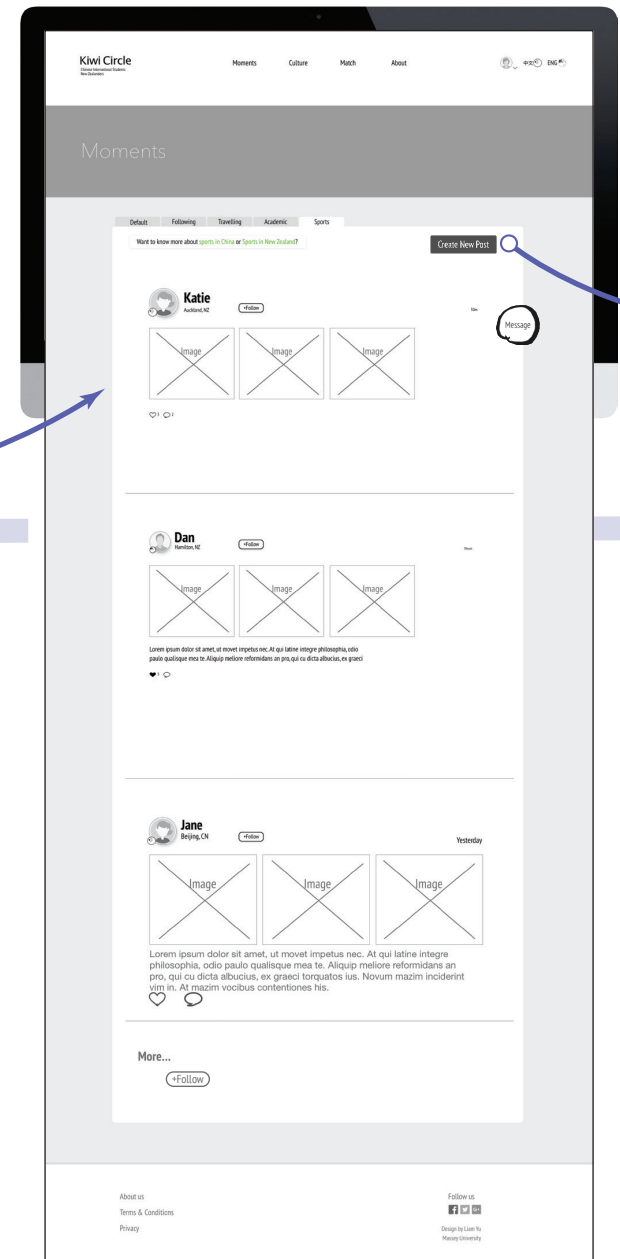 Kiwi Circle
Chinese International Students
New Zealanders
Moments
Culture
Match
About
中文
ENG
Moments
Default
Following
Travelling
Academic
Sports
Want to know more about sports in China or Sports in New Zealand?
Create New Post
Katie
Auckland, NZ
+Follow
Message
Image
Image
Image
3
2
Dan
Hamilton, NZ
+Follow
Image
Image
Image
Lorem ipsum dolor sit amet, ut movet impetus nec. At qui latine integre philosophia, odio
paulo qualisque mea te. Aliquip meliore reformidans an pro, qui cu dicta albucius, ex graeci
Jane
Beijing, CN
+Follow
Yesterday
Image
Image
Image
Lorem ipsum dolor sit amet, ut movet impetus nec. At qui latine integre
philosophia, odio paulo qualisque mea te. Aliquip meliore reformidans an
pro, qui cu dicta albucius, ex graeci torquatos ius. Novum mazim inciderint
vim in. At mazim vocibus contentiones his.
More...
+Follow
About us
Terms & Conditions
Privacy
Follow us
Design by Liam Yu
Massey University